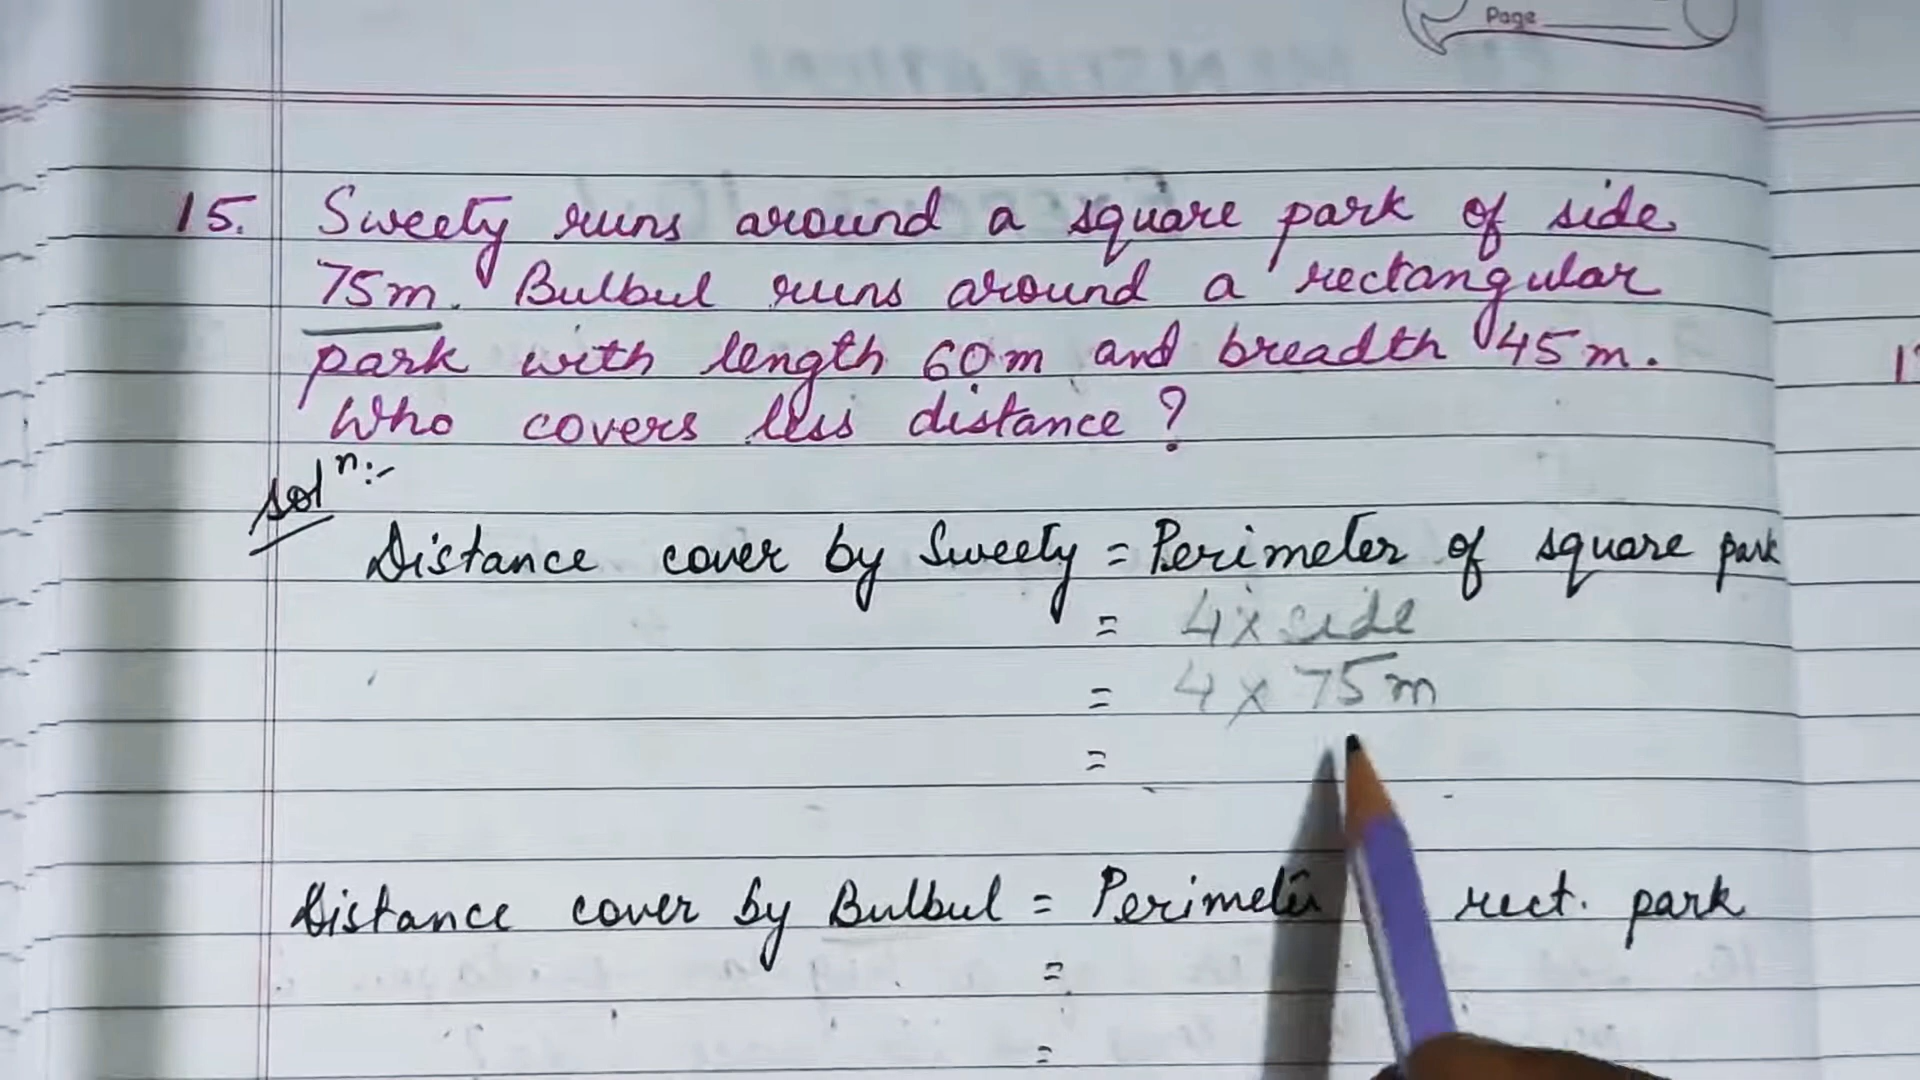 Page
15. Sweety runs around a square park of side
75m. Bulbul runs around a rectangular
park with length 60m and breadth 45m.
Who covers less distance?
Solⁿ:-
Distance cover by Sweety = Perimeter of square park
= 4 × side
= 4 × 75m
=
Distance cover by Bulbul = Perimeter rect. park
=
=